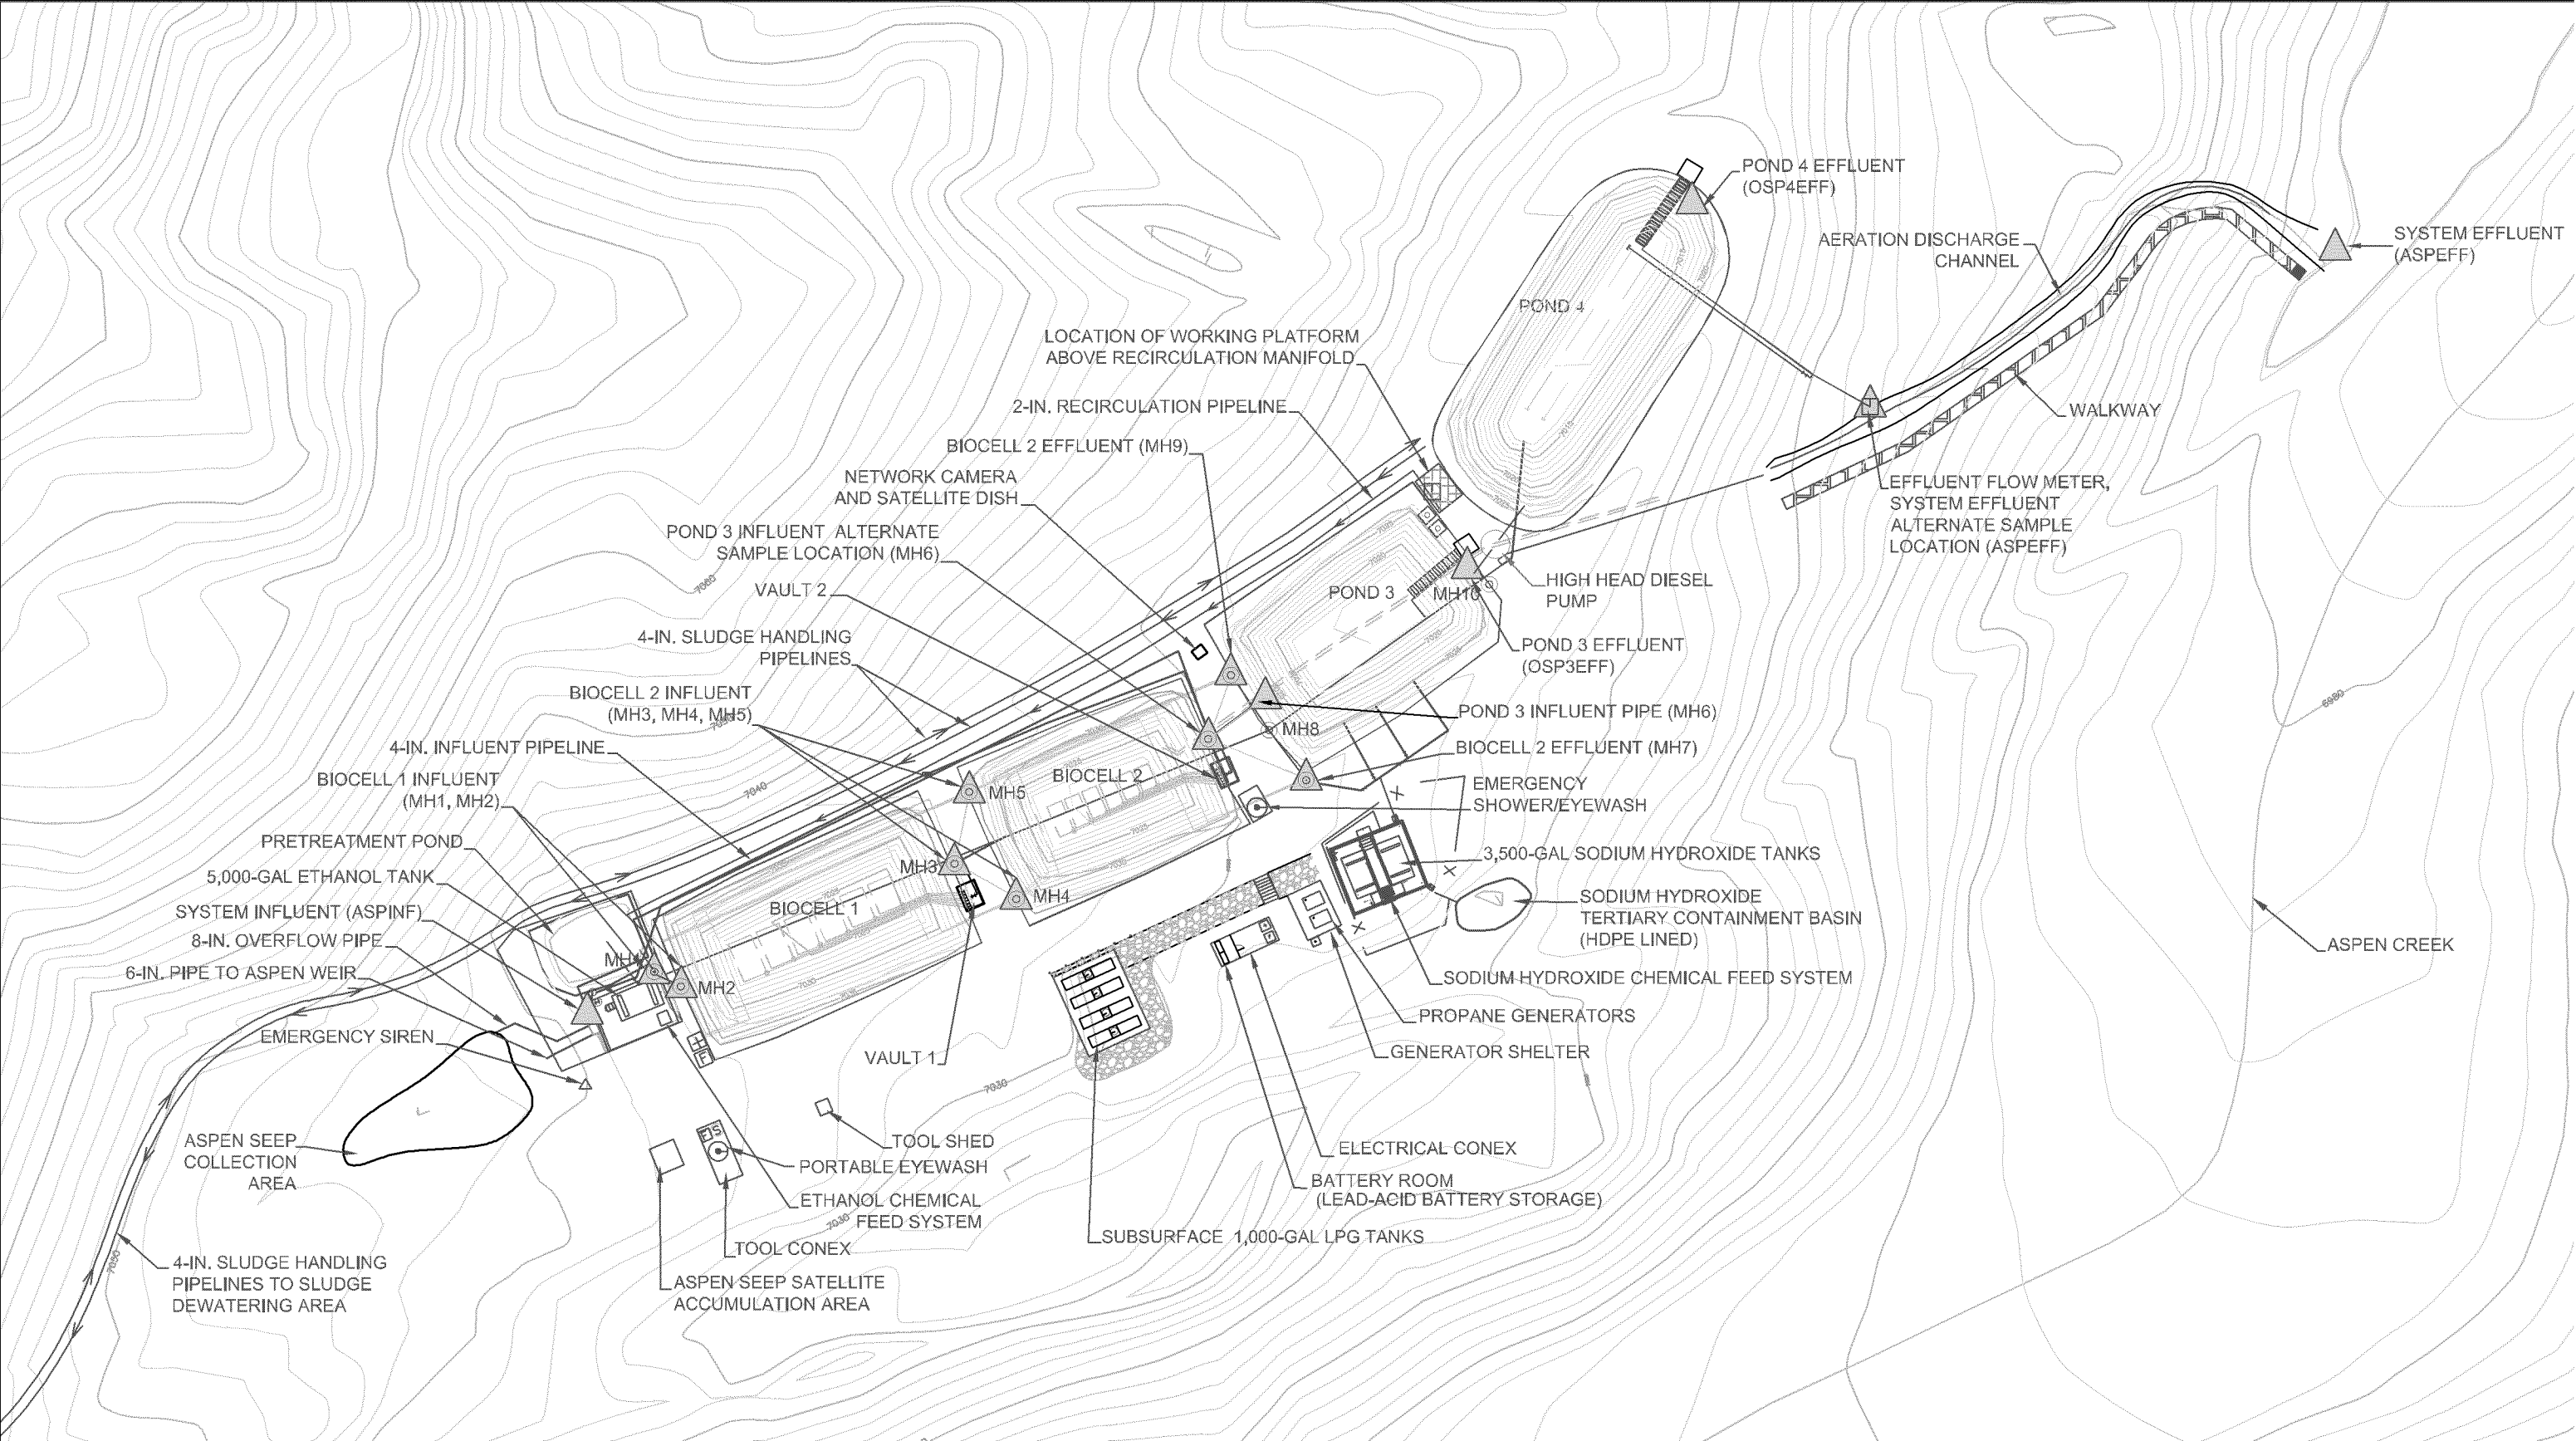 POND 4 EFFLUENT
(OSP4EFF)
AERATION DISCHARGE
CHANNEL
SYSTEM EFFLUENT
(ASPEFF)
POND 4
LOCATION OF WORKING PLATFORM
ABOVE RECIRCULATION MANIFOLD
2-IN. RECIRCULATION PIPELINE
WALKWAY
BIOCELL 2 EFFLUENT (MH9)
NETWORK CAMERA
AND SATELLITE DISH
EFFLUENT FLOW METER,
SYSTEM EFFLUENT
ALTERNATE SAMPLE
LOCATION (ASPEFF)
POND 3 INFLUENT ALTERNATE
SAMPLE LOCATION (MH6)
VAULT 2
7060
POND 3
MH10
HIGH HEAD DIESEL
PUMP
4-IN. SLUDGE HANDLING
PIPELINES
POND 3 EFFLUENT
(OSP3EFF)
BIOCELL 2 INFLUENT
(MH3, MH4, MH5)
POND 3 INFLUENT PIPE (MH6)
6980
MH8
4-IN. INFLUENT PIPELINE
BIOCELL 2 EFFLUENT (MH7)
BIOCELL 1 INFLUENT
(MH1, MH2)
7040
MH5
BIOCELL 2
EMERGENCY
SHOWER/EYEWASH
PRETREATMENT POND
3,500-GAL SODIUM HYDROXIDE TANKS
5,000-GAL ETHANOL TANK
MH3
MH4
SODIUM HYDROXIDE
TERTIARY CONTAINMENT BASIN
(HDPE LINED)
SYSTEM INFLUENT (ASPINF)
BIOCELL 1
8-IN. OVERFLOW PIPE
ASPEN CREEK
6-IN. PIPE TO ASPEN WEIR
MH2
SODIUM HYDROXIDE CHEMICAL FEED SYSTEM
PROPANE GENERATORS
EMERGENCY SIREN
F
GENERATOR SHELTER
VAULT 1
7030
ASPEN SEEP
COLLECTION
AREA
TOOL SHED
ELECTRICAL CONEX
PORTABLE EYEWASH
BATTERY ROOM
(LEAD-ACID BATTERY STORAGE)
ETHANOL CHEMICAL
FEED SYSTEM
7030
SUBSURFACE 1,000-GAL LPG TANKS
TOOL CONEX
4-IN. SLUDGE HANDLING
PIPELINES TO SLUDGE
DEWATERING AREA
ASPEN SEEP SATELLITE
ACCUMULATION AREA